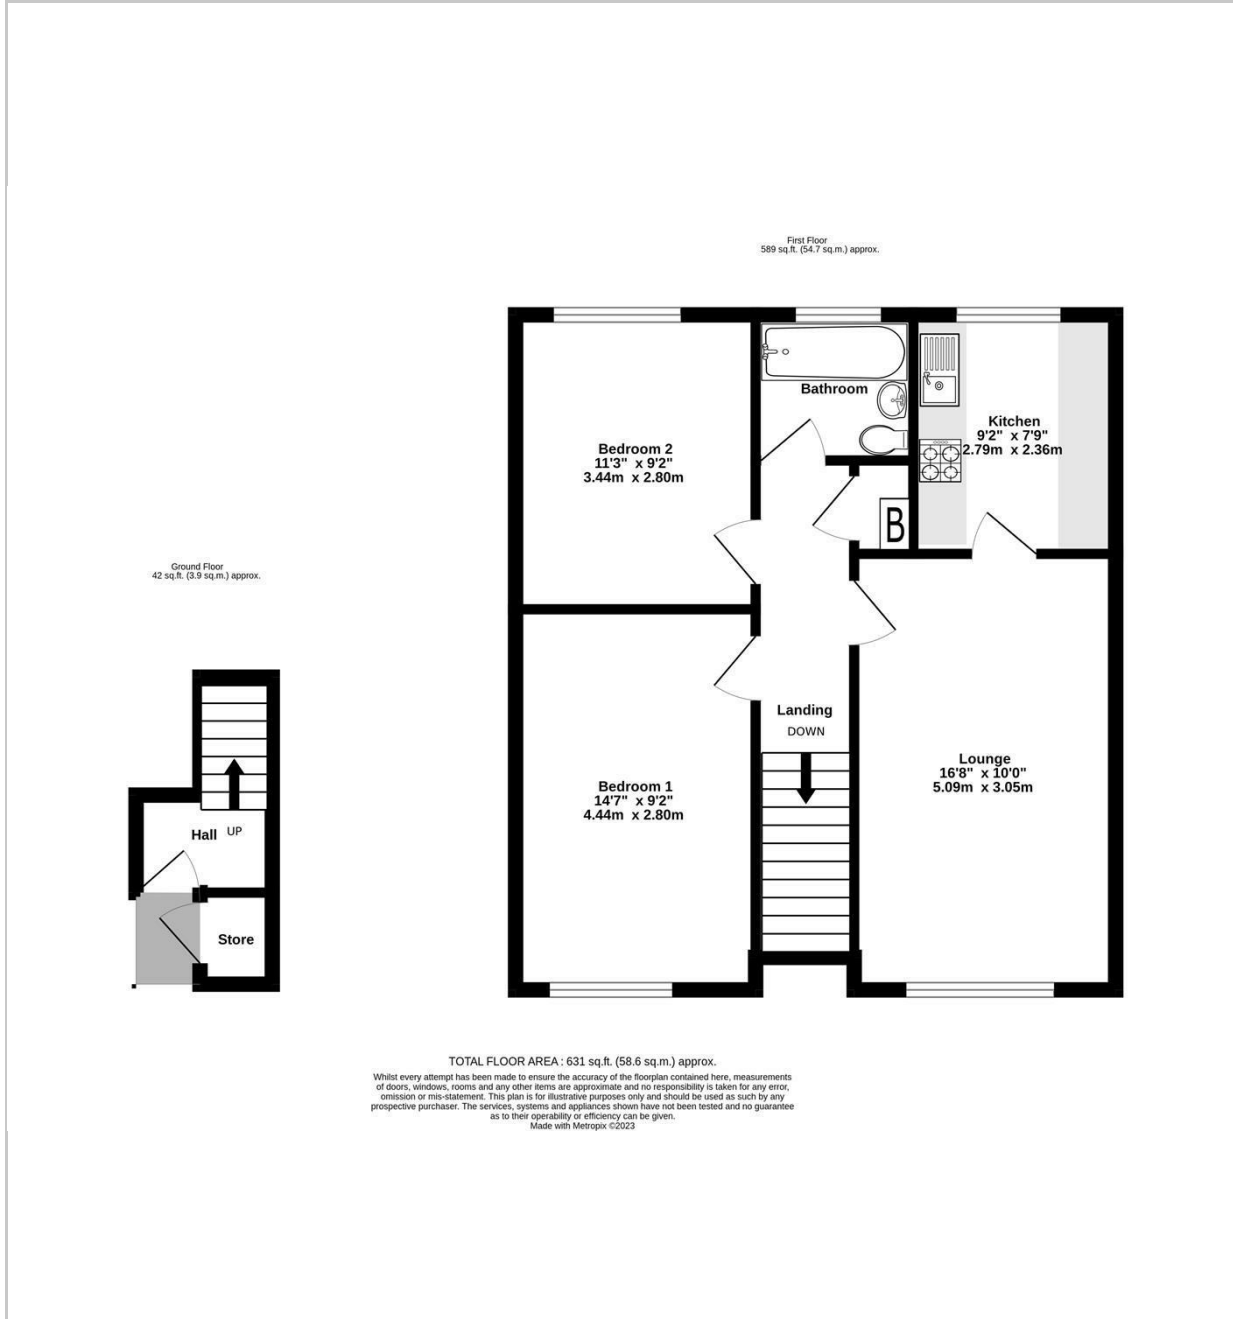 First Floor
589 sq.ft. (54.7 sq.m.) approx.
Bathroom
Kitchen
9'2" x 7'9"
2.79m x 2.36m
Bedroom 2
11'3" x 9'2"
3.44m x 2.80m
B
Ground Floor
42 sq.ft. (3.9 sq.m.) approx.
Landing
DOWN
Lounge
16'8" x 10'0"
5.09m x 3.05m
Bedroom 1
14'7" x 9'2"
4.44m x 2.80m
Hall UP
Store
TOTAL FLOOR AREA : 631 sq.ft. (58.6 sq.m.) approx.
Whilst every attempt has been made to ensure the accuracy of the floorplan contained here, measurements
of doors, windows, rooms and any other items are approximate and no responsibility is taken for any error,
omission or mis-statement. This plan is for illustrative purposes only and should be used as such by any
prospective purchaser. The services, systems and appliances shown have not been tested and no guarantee
as to their operability or efficiency can be given.
Made with Metropix ©2023